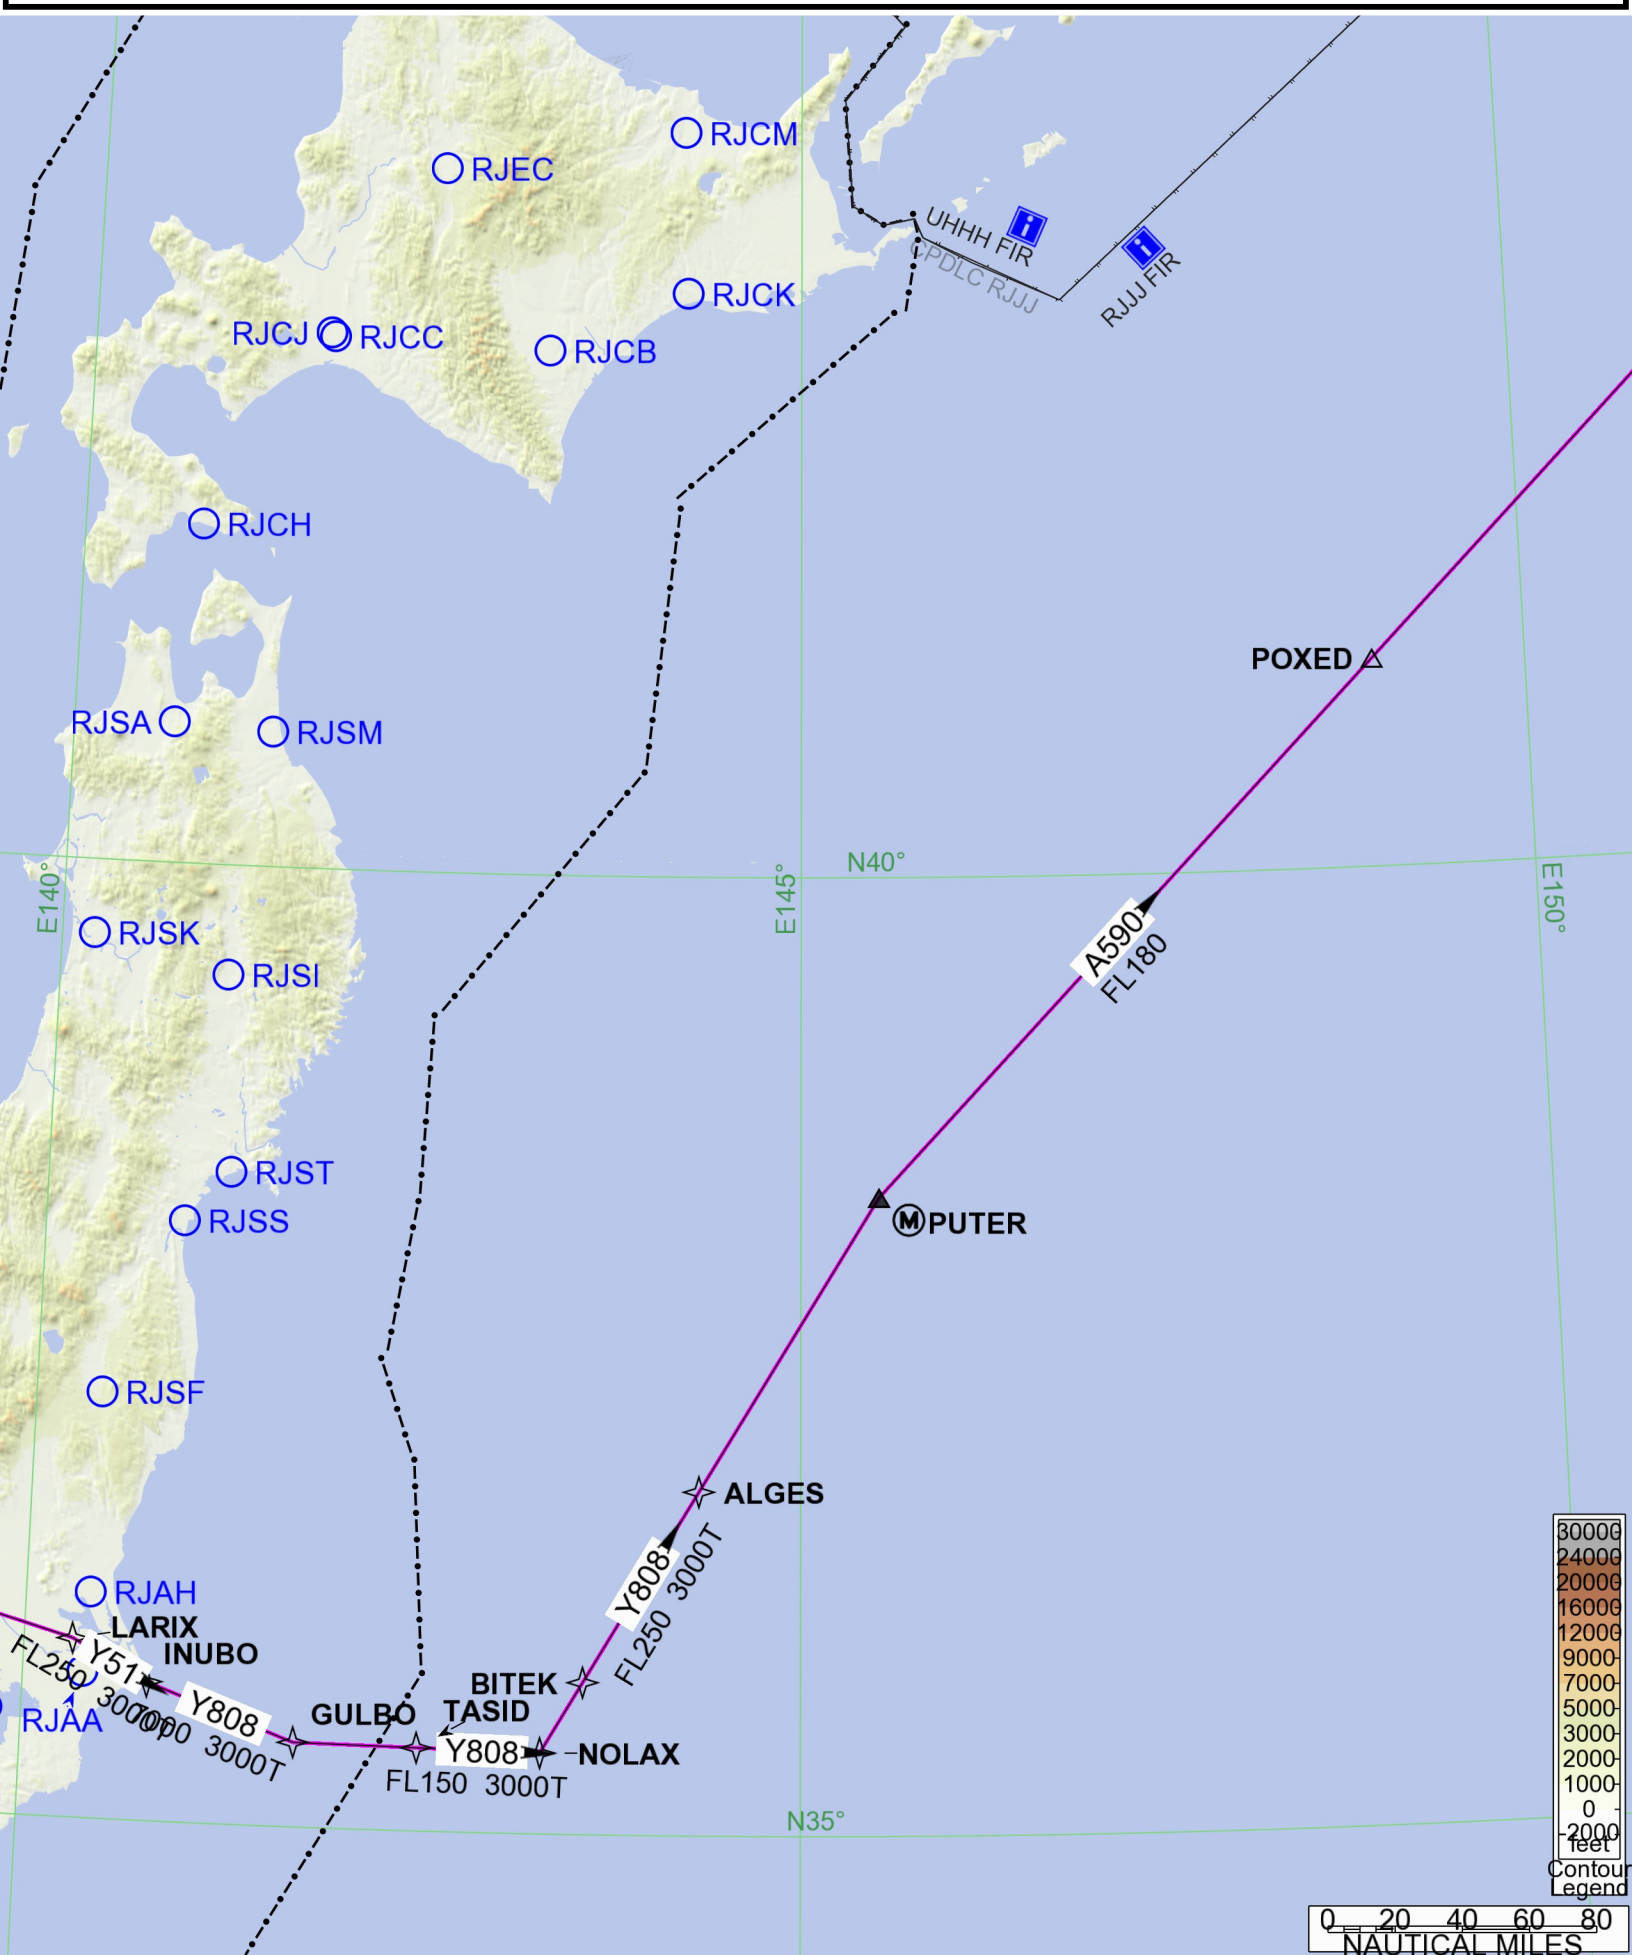 RJCM
RJEC
UHHH FIR
CPDLC RJJJ
RJJJ FIR
RJCK
RJCJ
RJCC
RJCB
RJCH
POXED
RJSA
RJSM
N40°
E140°
E145°
E150°
A590
FL180
RJSK
RJSI
RJST
RJSS
M PUTER
RJSF
ALGES
Y808
FL250 3000T
RJAH
LARIX
INUBO
Y51
FL250 3000T
BITEK
TASID
GULBO
Y808
7000 3000T
RJAA
Y808
NOLAX
FL150 3000T
N35°
30000
24000
20000
16000
12000
9000
7000
5000
3000
2000
1000
0
-2000
feet
Contour
Legend
0 20 40 60 80
NAUTICAL MILES